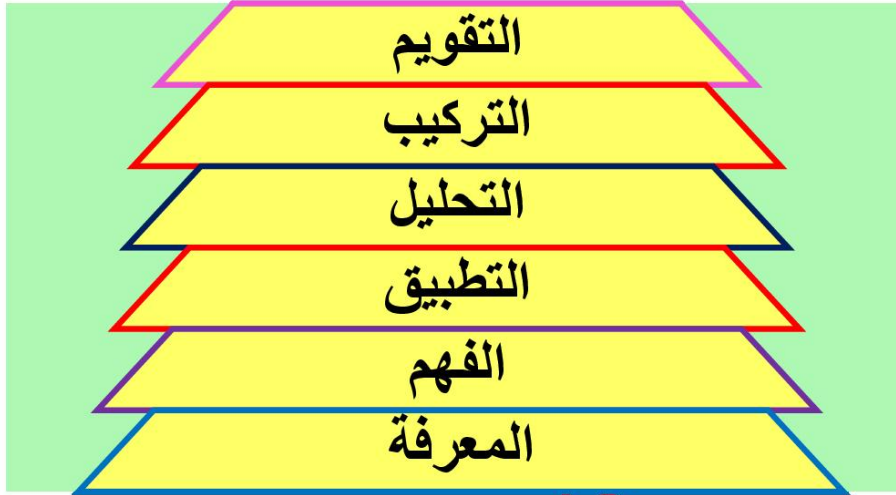 التقويم
التركيب
التحليل
التطبيق
الفهم
المعرفة